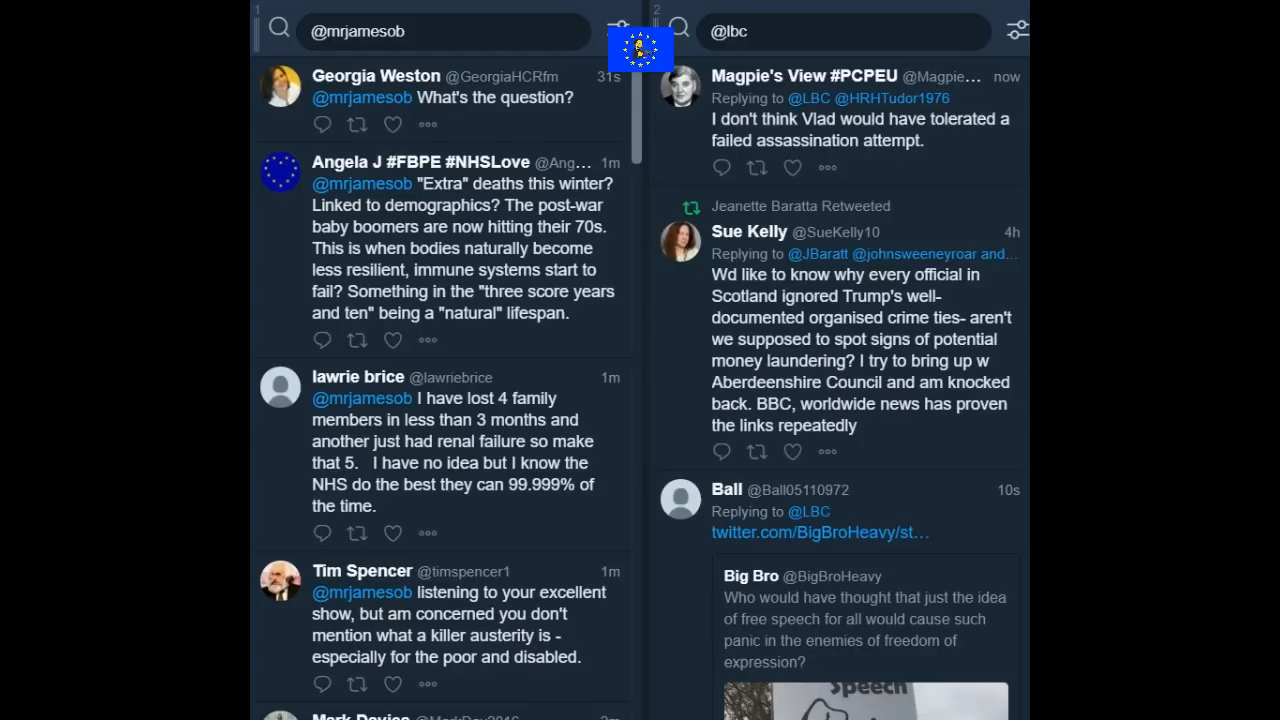 1
@mrjamesob
Georgia Weston @GeorgiaHCRfm 31s
@mrjamesob What's the question?
Angela J #FBPE #NHSLove @Ang... 1m
@mrjamesob "Extra" deaths this winter?
Linked to demographics? The post-war
baby boomers are now hitting their 70s.
This is when bodies naturally become
less resilient, immune systems start to
fail? Something in the "three score years
and ten" being a "natural" lifespan.
lawrie brice @lawriebrice 1m
@mrjamesob I have lost 4 family
members in less than 3 months and
another just had renal failure so make
that 5. I have no idea but I know the
NHS do the best they can 99.999% of
the time.
Tim Spencer @timspencer1 1m
@mrjamesob listening to your excellent
show, but am concerned you don't
mention what a killer austerity is -
especially for the poor and disabled.
Mark Davies @MarkDav2016 2m
2
@lbc
Magpie's View #PCPEU @Magpie... now
Replying to @LBC @HRHTudor1976
I don't think Vlad would have tolerated a
failed assassination attempt.
Jeanette Baratta Retweeted
Sue Kelly @SueKelly10 4h
Replying to @JBaratt @johnsweeneyroar and...
Wd like to know why every official in
Scotland ignored Trump's well-
documented organised crime ties- aren't
we supposed to spot signs of potential
money laundering? I try to bring up w
Aberdeenshire Council and am knocked
back. BBC, worldwide news has proven
the links repeatedly
Ball @Ball05110972 10s
Replying to @LBC
twitter.com/BigBroHeavy/st...
Big Bro @BigBroHeavy
Who would have thought that just the idea
of free speech for all would cause such
panic in the enemies of freedom of
expression?
Speech